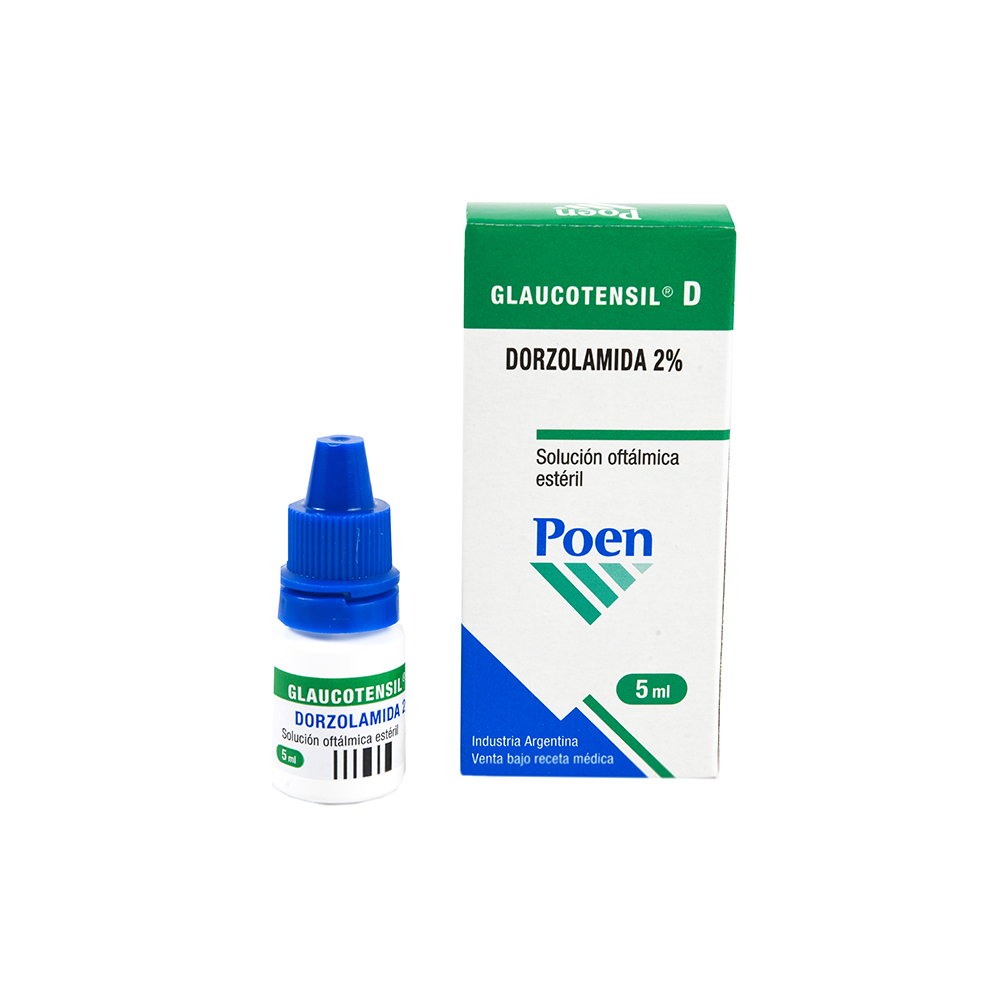 Poen
GLAUCOTENSIL® D
DORZOLAMIDA 2%
Solución oftálmica
estéril
Poen
5 ml
Industria Argentina
Venta bajo receta médica
GLAUCOTENSIL®
DORZOLAMIDA 2
Solución oftálmica estéril
5 ml